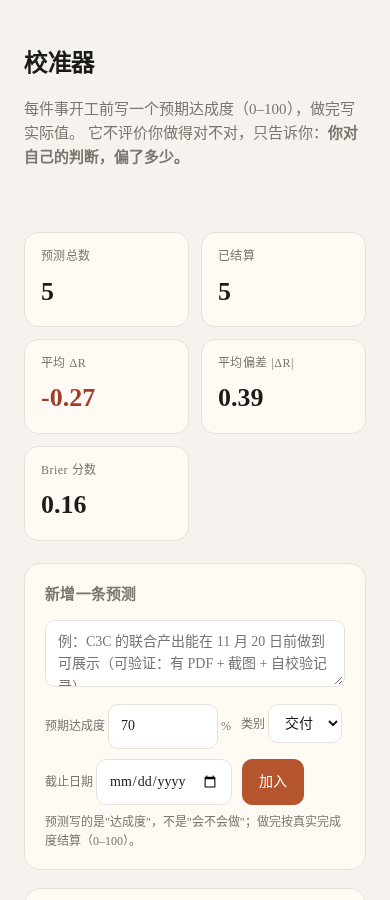 校准器
每件事开工前写一个预期达成度（0–100），做完写
实际值。 它不评价你做得对不对，只告诉你：你对
自己的判断，偏了多少。
预测总数
5
已结算
5
平均 ΔR
-0.27
平均偏差 |ΔR|
0.39
Brier 分数
0.16
新增一条预测
例：C3C 的联合产出能在 11 月 20 日前做到
可展示（可验证：有 PDF + 截图 + 自校验记
录）
预期达成度 70 % 类别 交付
截止日期 mm/dd/yyyy 加入
预测写的是"达成度"，不是"会不会做"；做完按真实完成
度结算（0–100）。